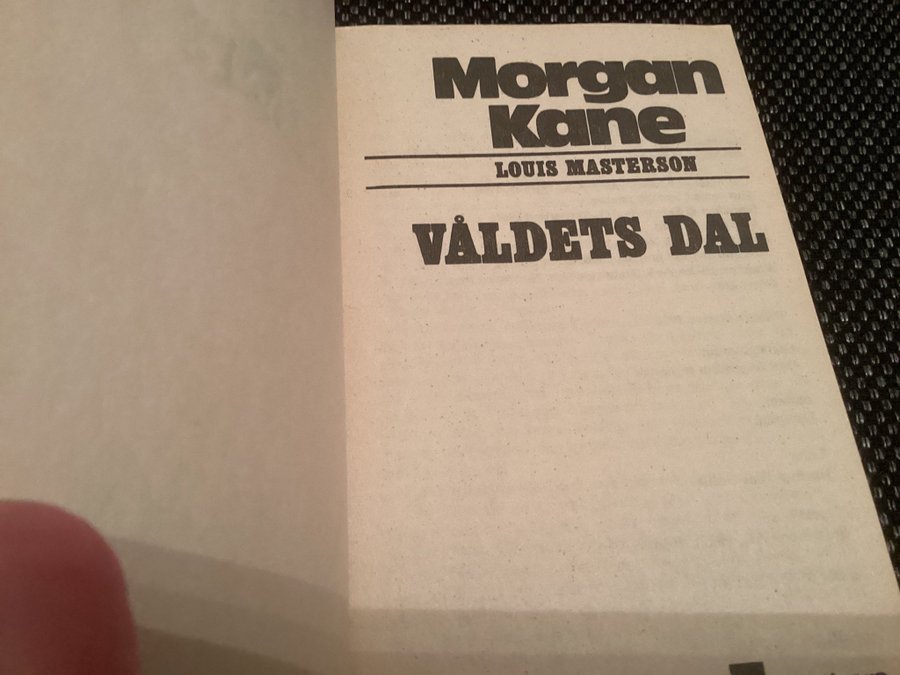 Morgan
Kane
LOUIS MASTERSON
VÅLDETS DAL